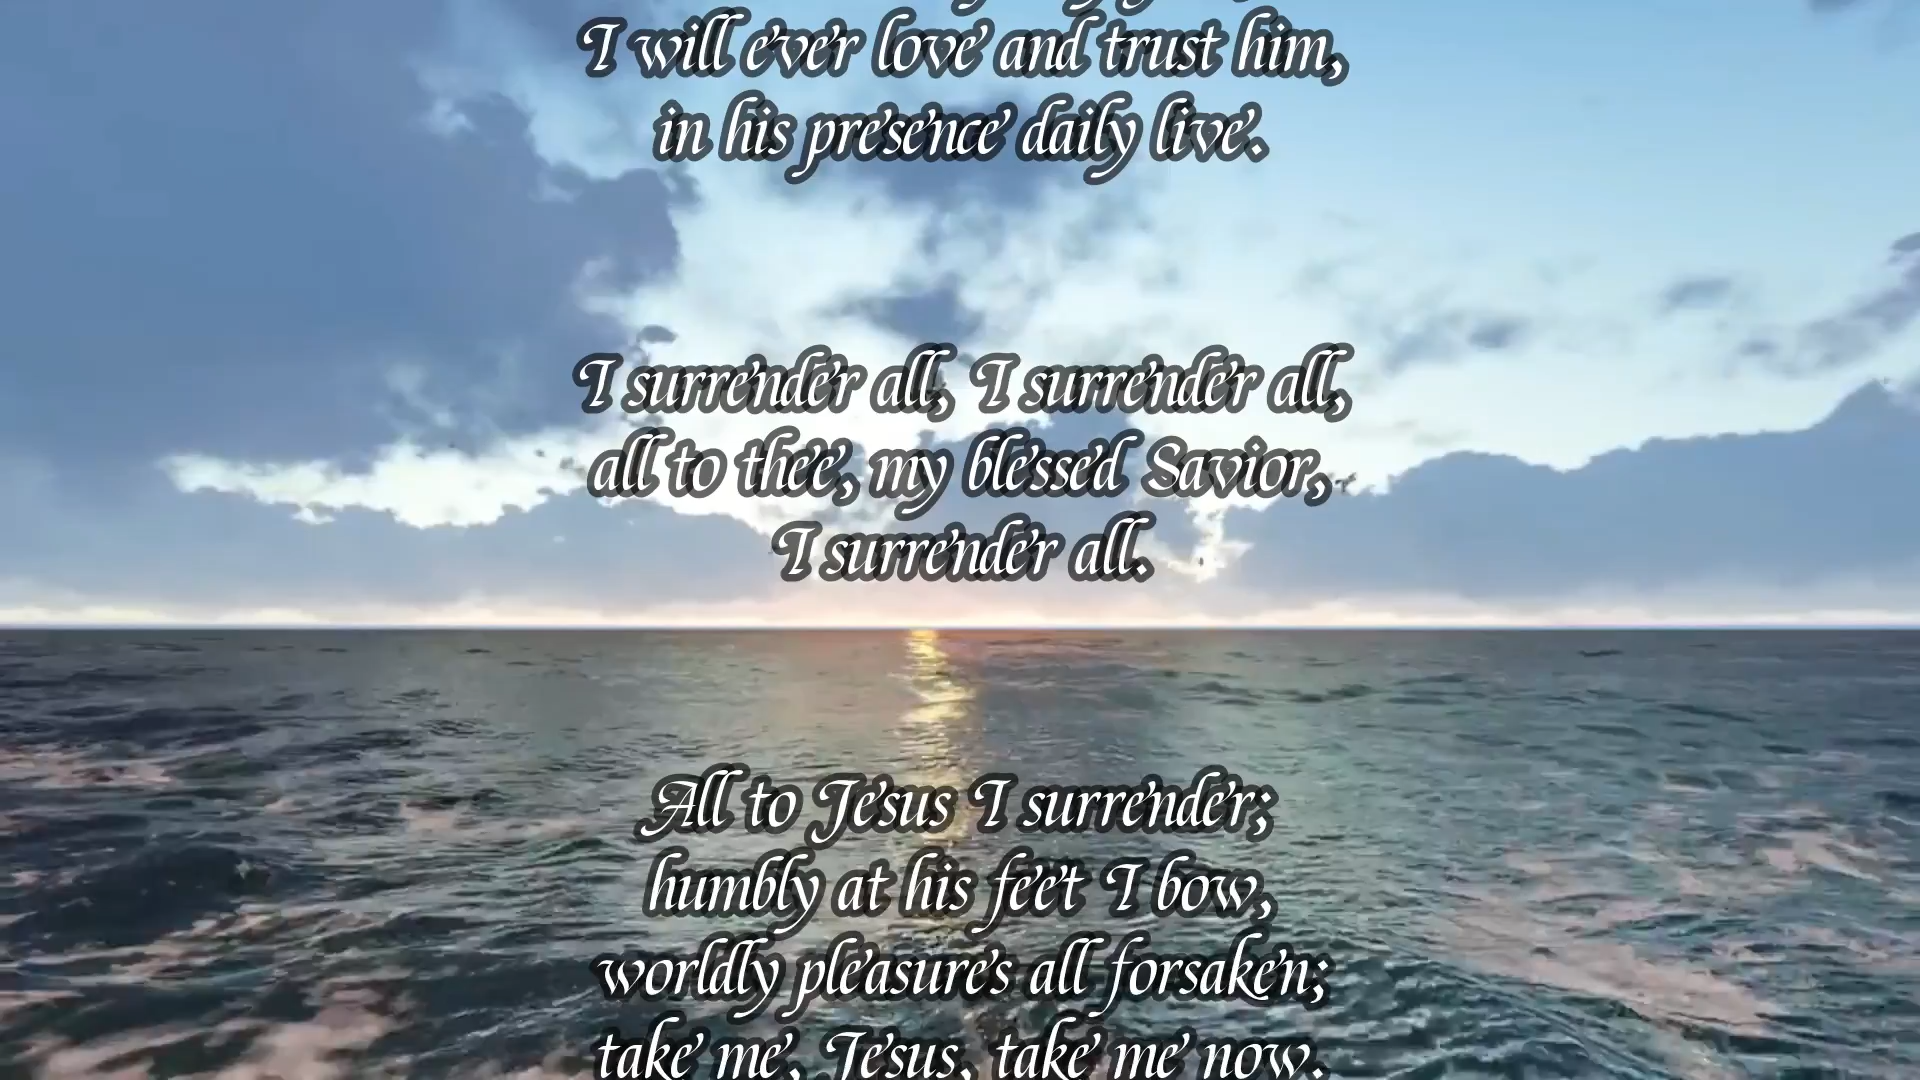 I will ever love and trust him,
in his presence daily live.
I surrender all, I surrender all,
all to thee, my blessed Savior,
I surrender all.
All to Jesus I surrender;
humbly at his feet I bow,
worldly pleasures all forsaken;
take me, Jesus, take me now.